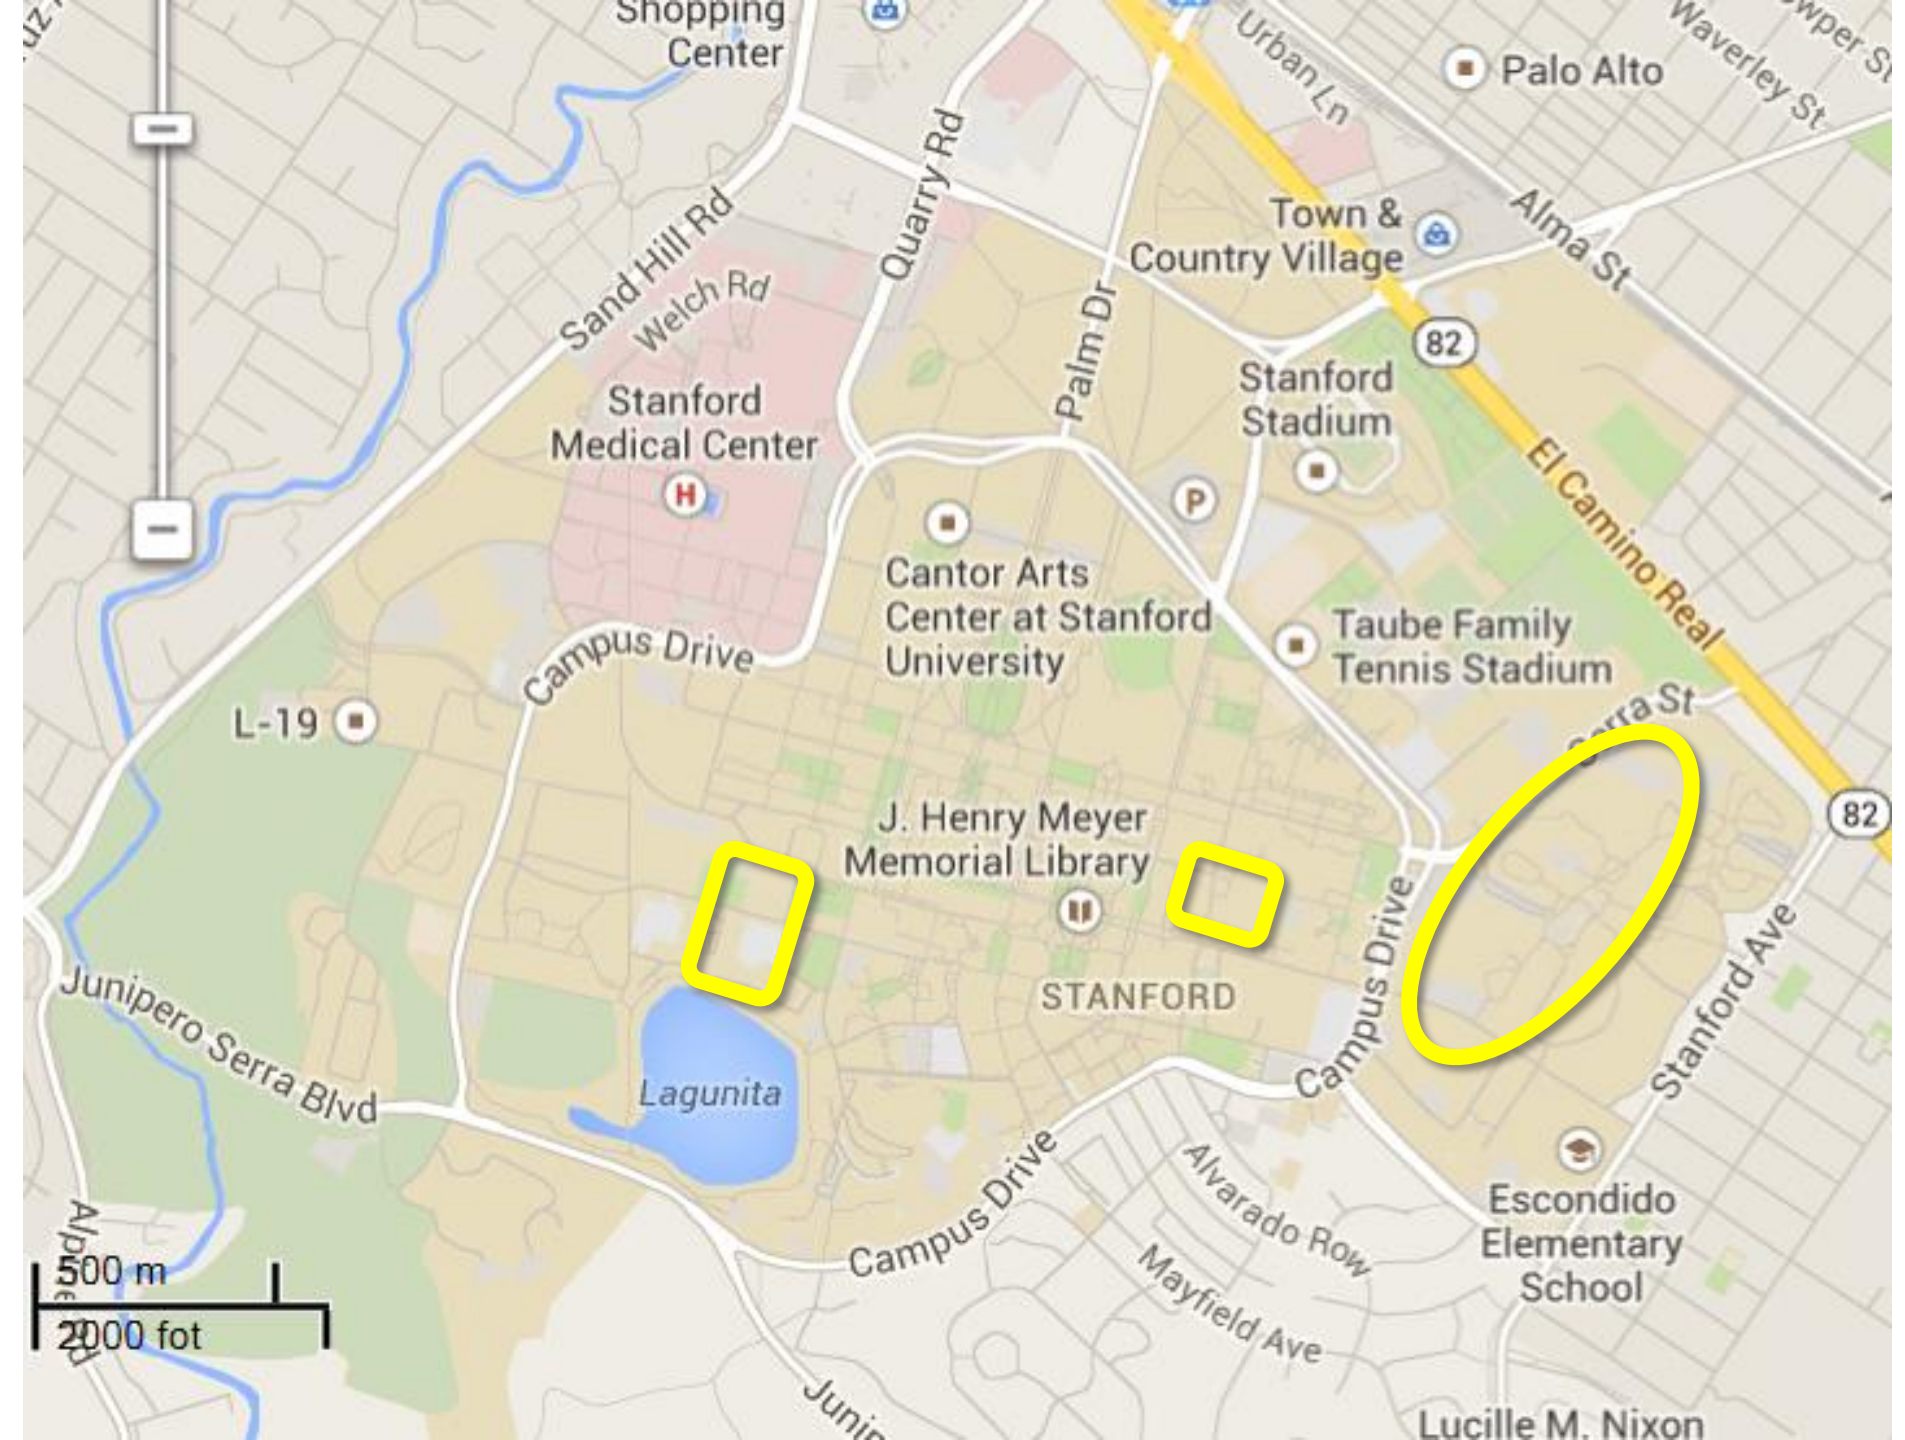 Shopping
Center
Urban Ln
Waverley St
Palo Alto
Quarry Rd
Sand Hill Rd
Welch Rd
Town &
Country Village
Alma St
Palm Dr
82
Stanford
Stadium
Stanford
Medical Center
H
P
El Camino Real
Cantor Arts
Center at Stanford
University
Taube Family
Tennis Stadium
Campus Drive
L-19
Serra St
82
J. Henry Meyer
Memorial Library
STANFORD
Campus Drive
Stanford Ave
Junipero Serra Blvd
Lagunita
Campus Drive
Alvarado Row
Mayfield Ave
Escondido
Elementary
School
500 m
2000 fot
Lucille M. Nixon